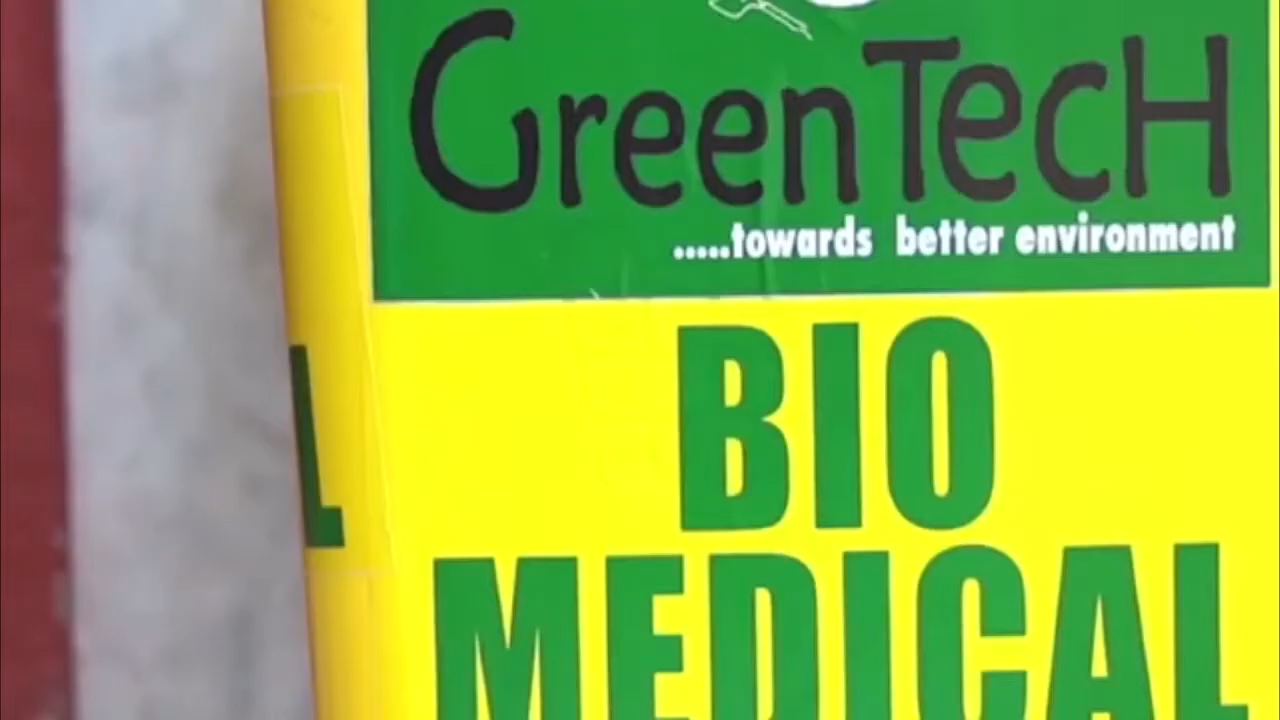 GreenTecH
.....towards better environment
BIO
MEDICAL
L